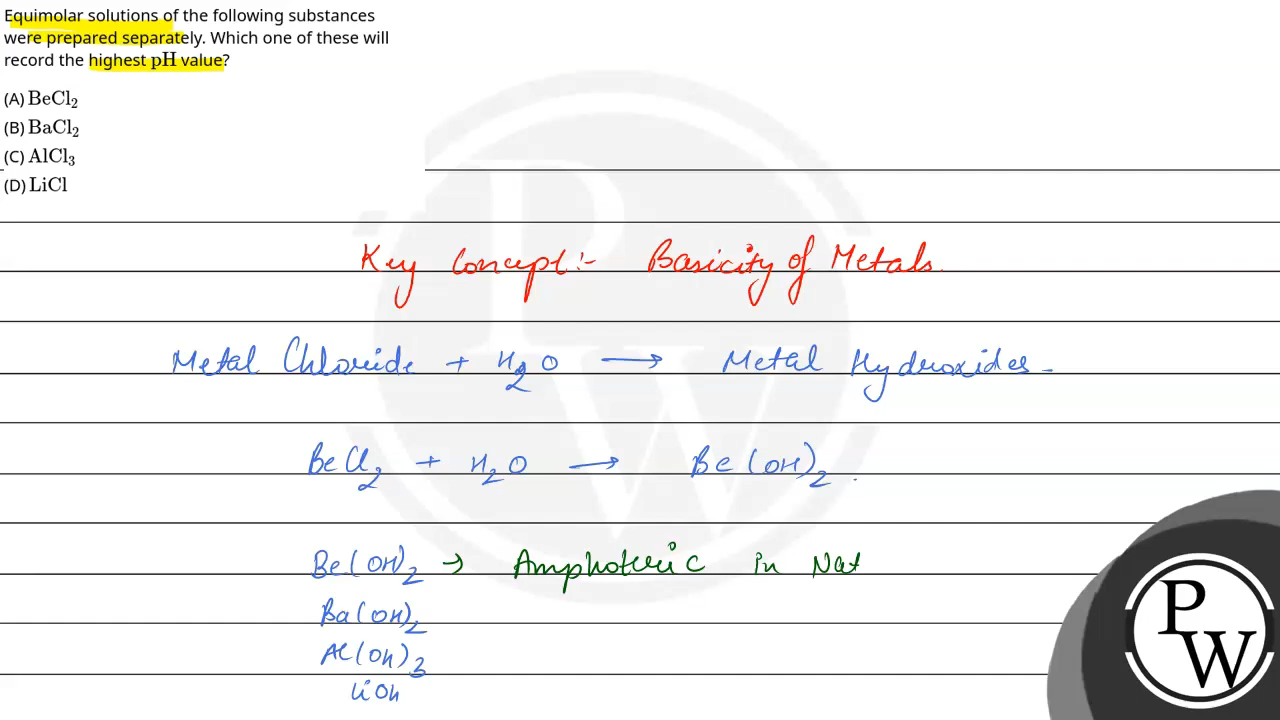 Equimolar solutions of the following substances
were prepared separately. Which one of these will
record the highest pH value?
(A) BeCl₂
(B) BaCl₂
(C) AlCl₃
(D) LiCl
Key Concept:- Basicity of Metals.
Metal Chloride + H₂O → Metal Hydroxides.
BeCl₂ + H₂O → Be(OH)₂.
Be(OH)₂ → Amphoteric in Nat
Ba(OH)₂
Al(OH)₃
LiOH
PW